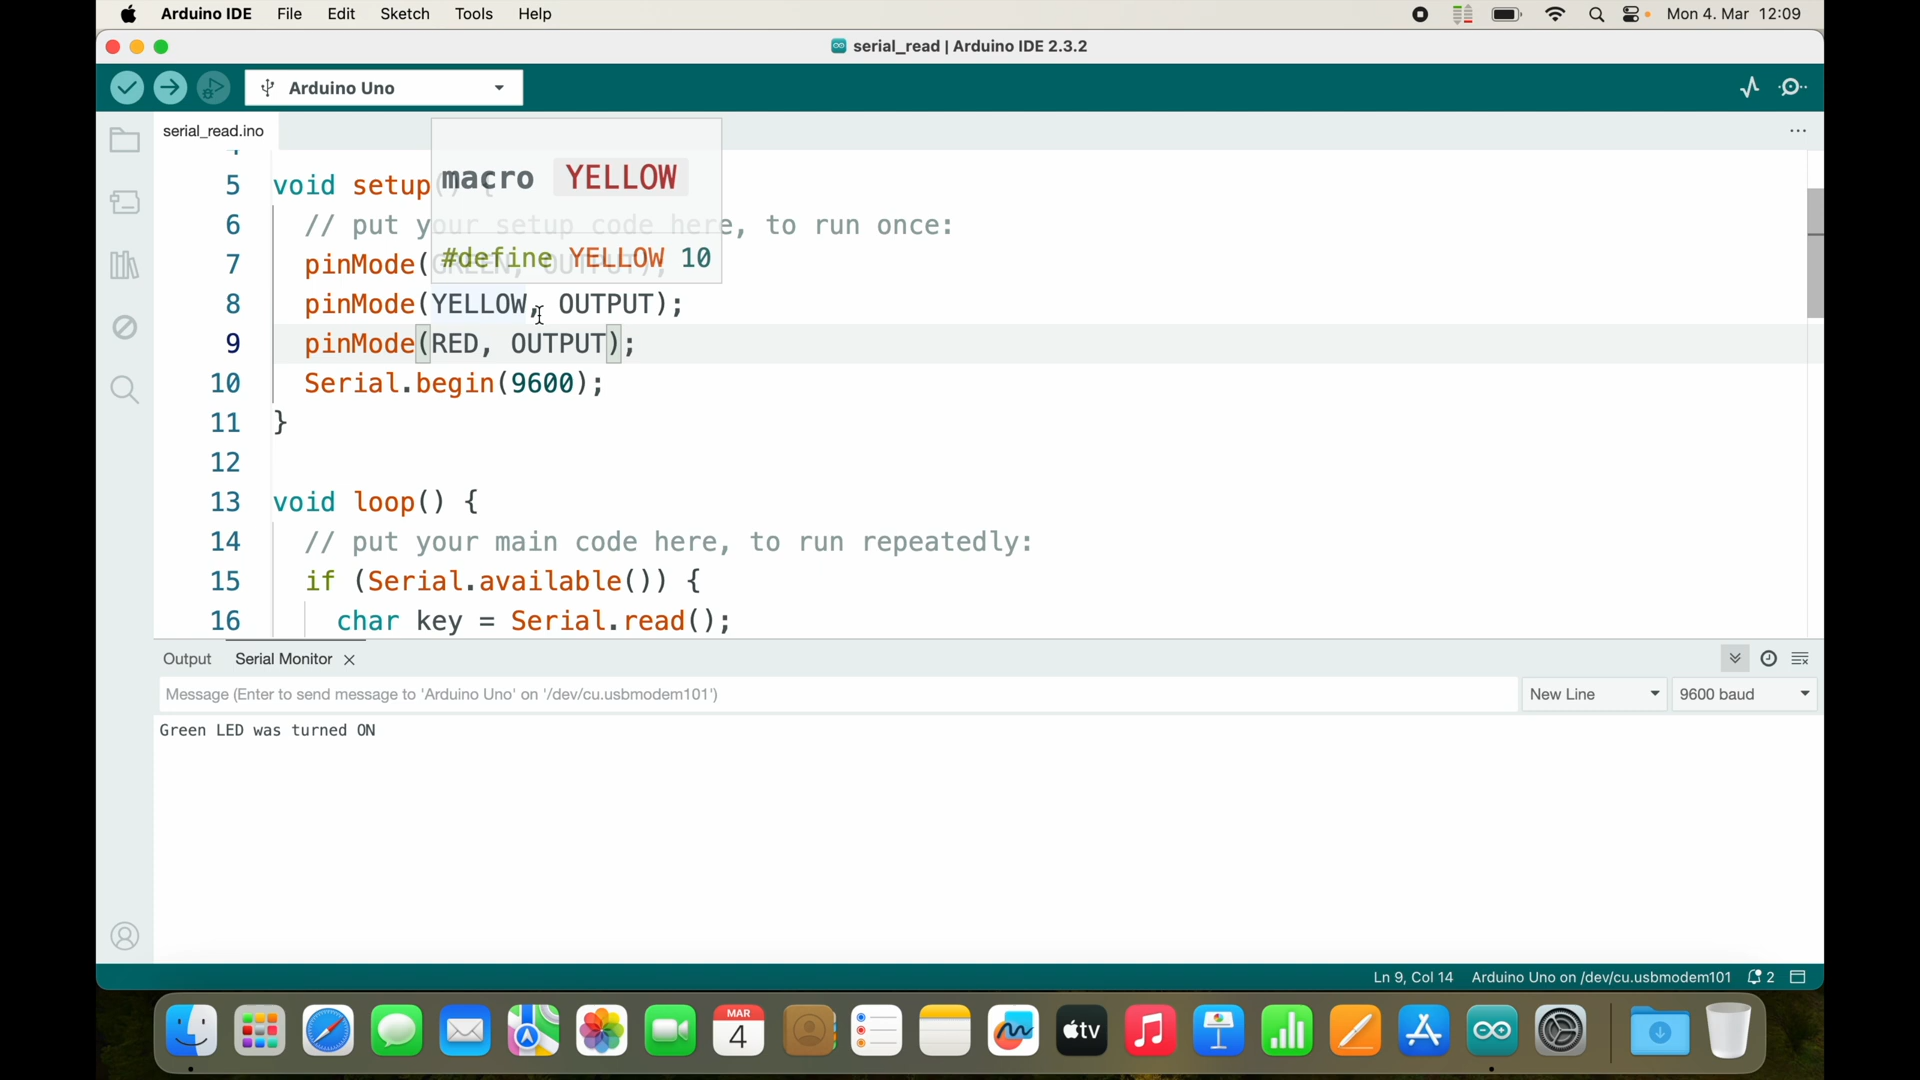 Arduino IDE File Edit Sketch Tools Help Mon 4. Mar 12:09
serial_read | Arduino IDE 2.3.2
Arduino Uno
serial_read.ino
macro YELLOW
#define YELLOW 10
5 void setup() {
6 // put your setup code here, to run once:
7 pinMode(GREEN, OUTPUT);
8 pinMode(YELLOW, OUTPUT);
9 pinMode(RED, OUTPUT);
10 Serial.begin(9600);
11 }
12
13 void loop() {
14 // put your main code here, to run repeatedly:
15 if (Serial.available()) {
16 char key = Serial.read();
Output Serial Monitor
Message (Enter to send message to 'Arduino Uno' on '/dev/cu.usbmodem101') New Line 9600 baud
Green LED was turned ON
Ln 9, Col 14 Arduino Uno on /dev/cu.usbmodem101 2
MAR
4
tv